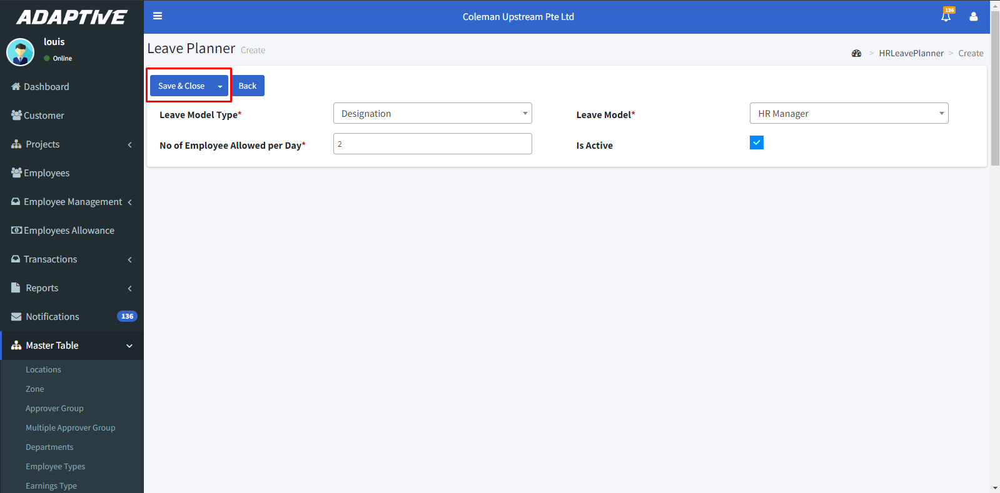 ADAPTIVE
louis
Online
Dashboard
Customer
Projects
Employees
Employee Management
Employees Allowance
Transactions
Reports
Notifications 136
Master Table
Locations
Zone
Approver Group
Multiple Approver Group
Departments
Employee Types
Earnings Type
Coleman Upstream Pte Ltd
136
Leave Planner Create
> HRLeavePlanner > Create
Save & Close Back
Leave Model Type* Designation Leave Model* HR Manager
No of Employee Allowed per Day* 2 Is Active